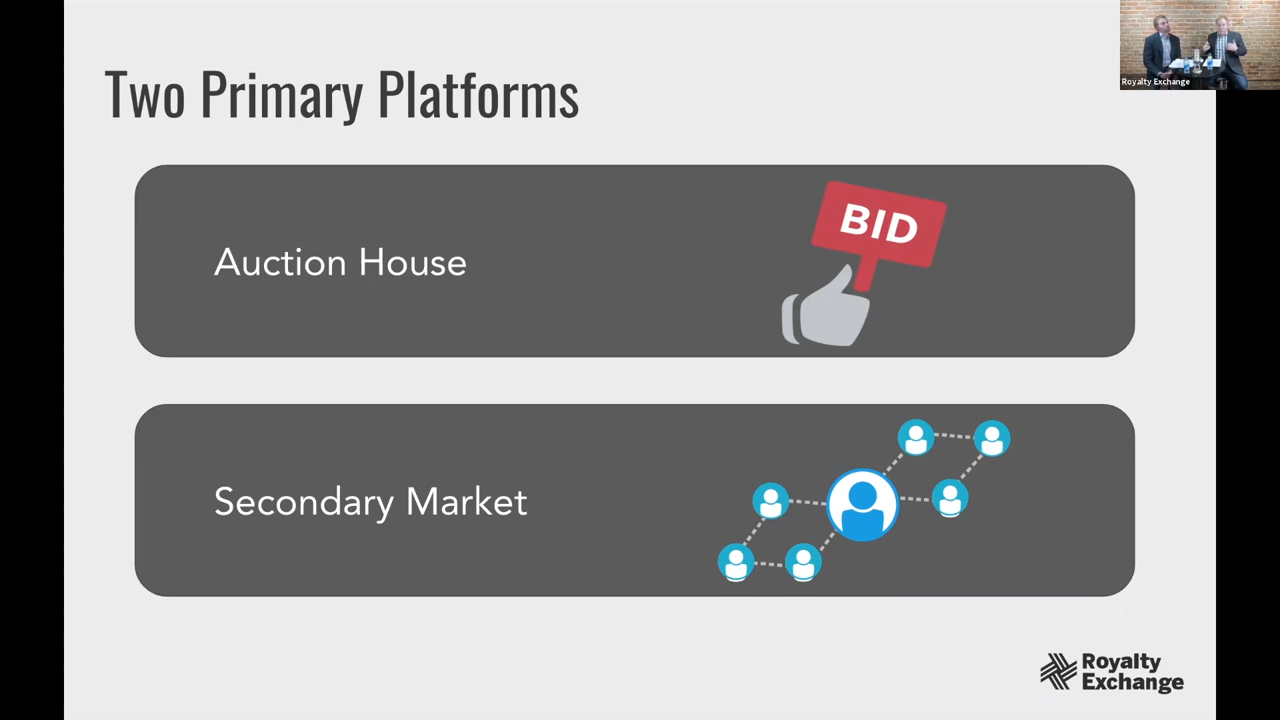 Two Primary Platforms
Royalty Exchange
Auction House
BID
Secondary Market
Royalty
Exchange